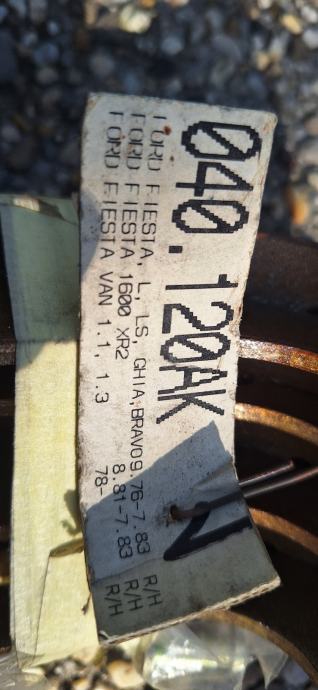 040.120AK
FORD FIESTA, L, LS, GHIA,BRAVO9.76-7.83 R/H
FORD FIESTA 1600 XR2 8.81-7.83 R/H
FORD FIESTA VAN 1.1, 1.3 78- R/H